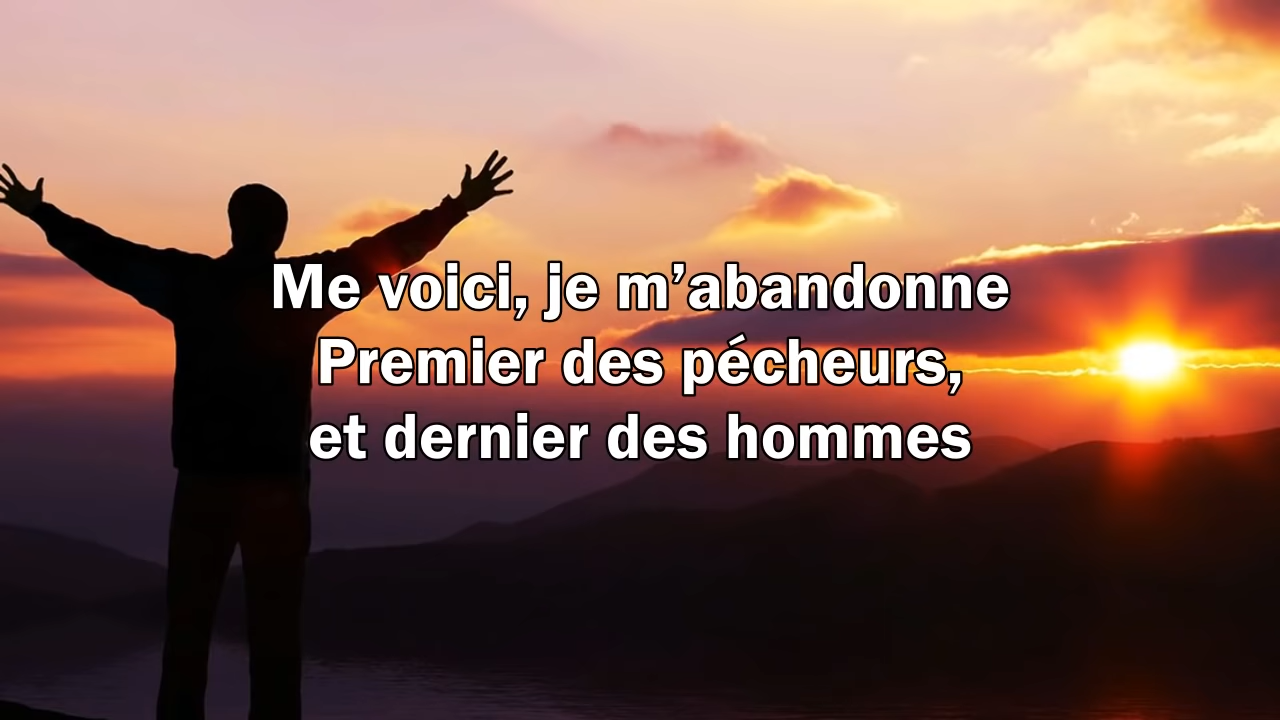 Me voici, je m’abandonne
Premier des pécheurs,
et dernier des hommes